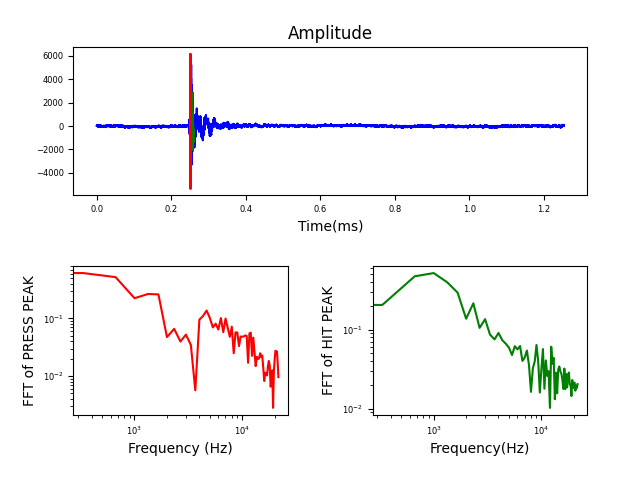 Amplitude
6000
4000
2000
0
−2000
−4000
0.0 0.2 0.4 0.6 0.8 1.0 1.2
Time(ms)
FFT of PRESS PEAK
10⁻¹
10⁻²
10³ 10⁴
Frequency (Hz)
FFT of HIT PEAK
10⁻¹
10⁻²
10³ 10⁴
Frequency(Hz)